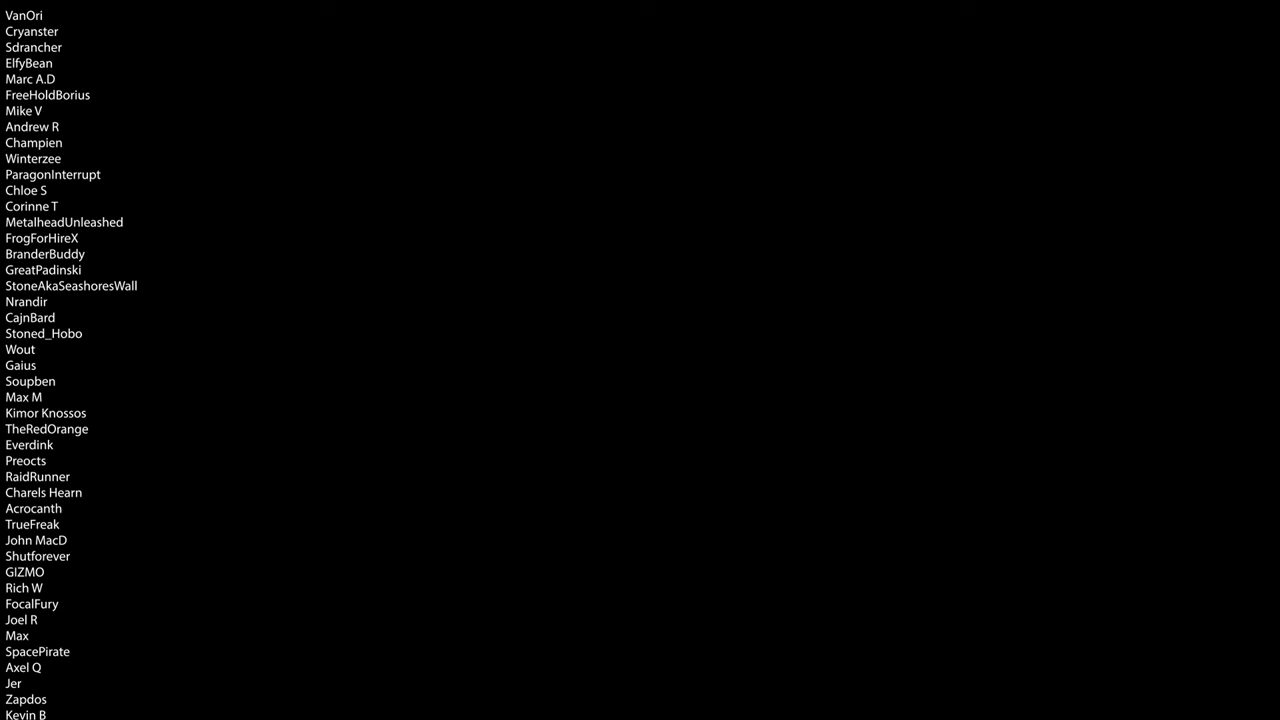 VanOri
Cryanster
Sdrancher
ElfyBean
Marc A.D
FreeHoldBorius
Mike V
Andrew R
Champien
Winterzee
ParagonInterrupt
Chloe S
Corinne T
MetalheadUnleashed
FrogForHireX
BranderBuddy
GreatPadinski
StoneAkaSeashoresWall
Nrandir
CajnBard
Stoned_Hobo
Wout
Gaius
Soupben
Max M
Kimor Knossos
TheRedOrange
Everdink
Preocts
RaidRunner
Charels Hearn
Acrocanth
TrueFreak
John MacD
Shutforever
GIZMO
Rich W
FocalFury
Joel R
Max
SpacePirate
Axel Q
Jer
Zapdos
Kevin B